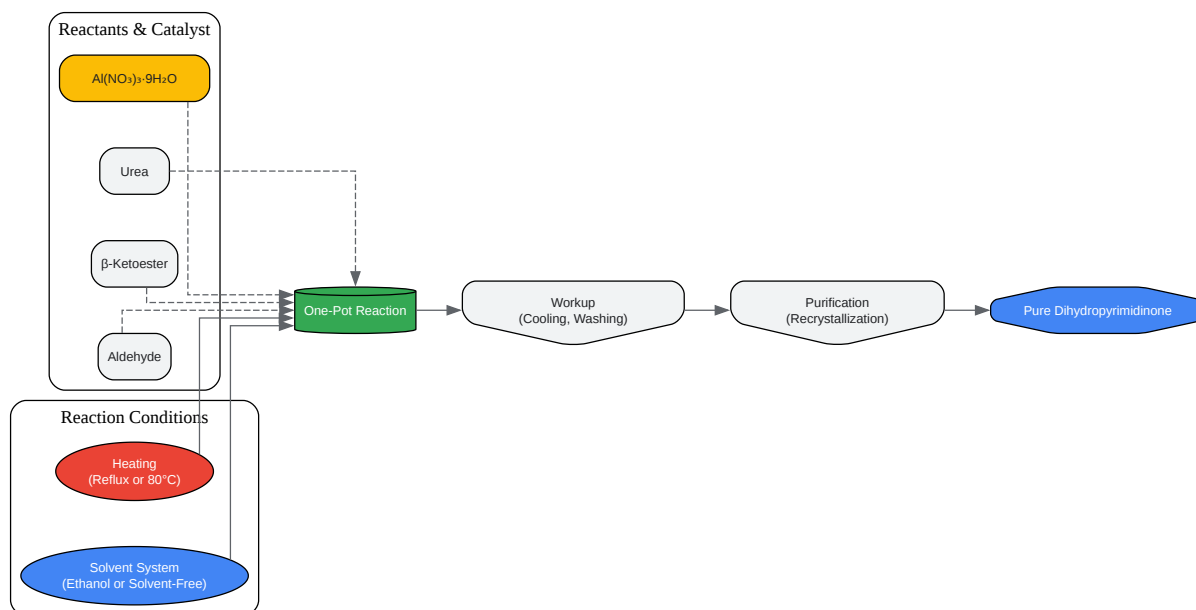 Reactants & Catalyst
Al(NO₃)₃·9H₂O
Urea
β-Ketoester
Aldehyde
One-Pot Reaction
Workup
(Cooling, Washing)
Purification
(Recrystallization)
Pure Dihydropyrimidinone
Reaction Conditions
Heating
(Reflux or 80°C)
Solvent System
(Ethanol or Solvent-Free)